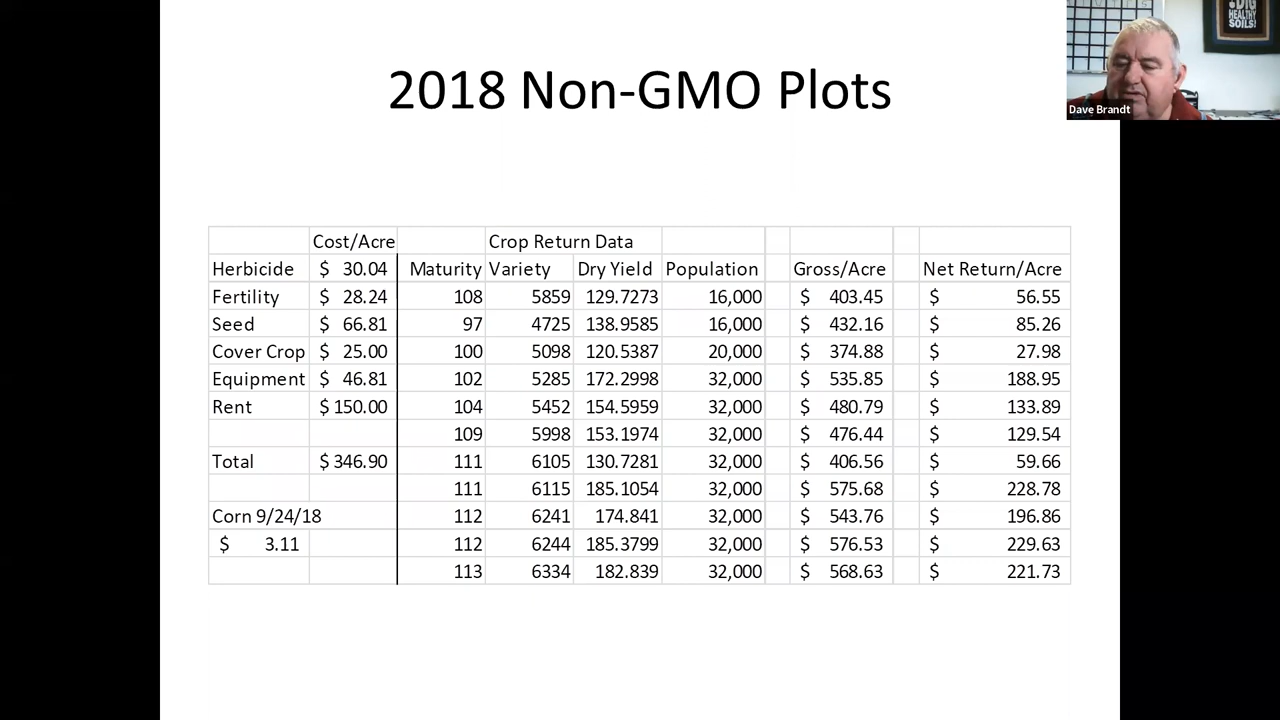 DIG
HEALTHY
SOILS!
Dave Brandt
2018 Non-GMO Plots
Cost/Acre Crop Return Data
Herbicide $ 30.04 Maturity Variety Dry Yield Population Gross/Acre Net Return/Acre
Fertility $ 28.24 108 5859 129.7273 16,000 $ 403.45 $ 56.55
Seed $ 66.81 97 4725 138.9585 16,000 $ 432.16 $ 85.26
Cover Crop $ 25.00 100 5098 120.5387 20,000 $ 374.88 $ 27.98
Equipment $ 46.81 102 5285 172.2998 32,000 $ 535.85 $ 188.95
Rent $ 150.00 104 5452 154.5959 32,000 $ 480.79 $ 133.89
109 5998 153.1974 32,000 $ 476.44 $ 129.54
Total $ 346.90 111 6105 130.7281 32,000 $ 406.56 $ 59.66
111 6115 185.1054 32,000 $ 575.68 $ 228.78
Corn 9/24/18 112 6241 174.841 32,000 $ 543.76 $ 196.86
$ 3.11 112 6244 185.3799 32,000 $ 576.53 $ 229.63
113 6334 182.839 32,000 $ 568.63 $ 221.73